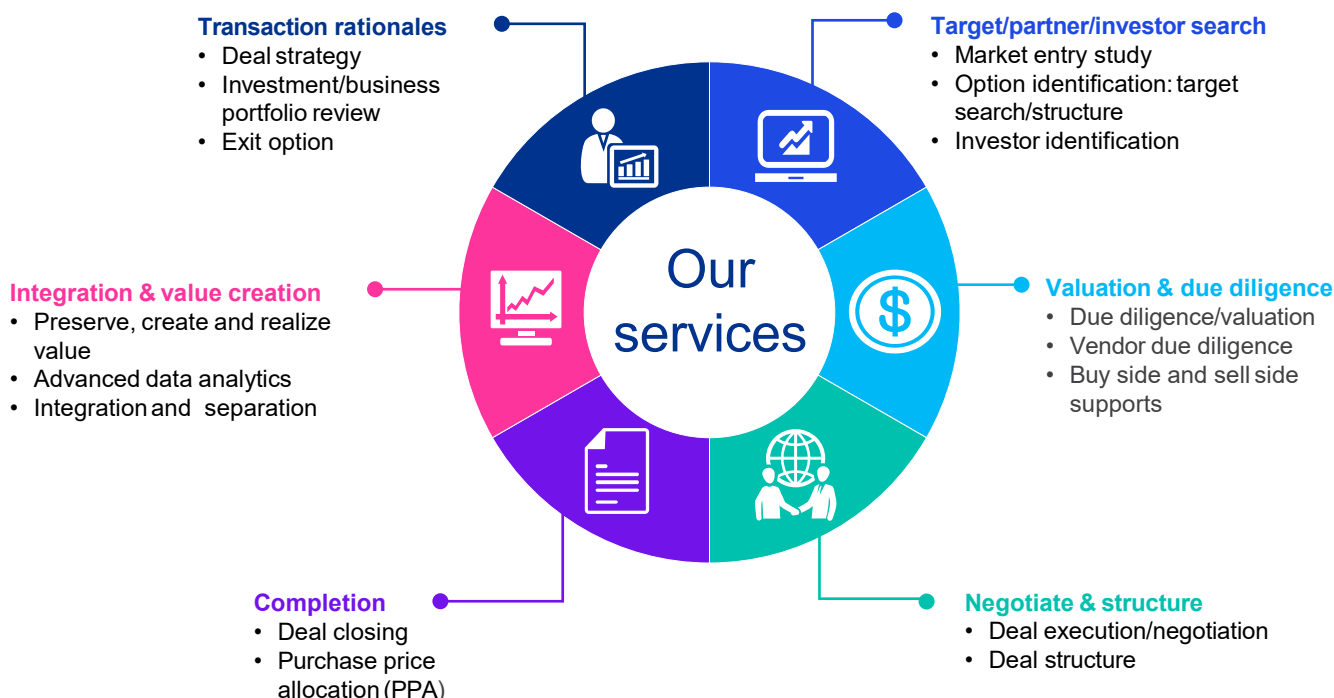 Transaction rationales
• Deal strategy
• Investment/business
portfolio review
• Exit option
Target/partner/investor search
• Market entry study
• Option identification: target
search/structure
• Investor identification
Our
services
Integration & value creation
• Preserve, create and realize
value
• Advanced data analytics
• Integration and separation
Valuation & due diligence
• Due diligence/valuation
• Vendor due diligence
• Buy side and sell side
supports
$
Completion
• Deal closing
• Purchase price
allocation (PPA)
Negotiate & structure
• Deal execution/negotiation
• Deal structure